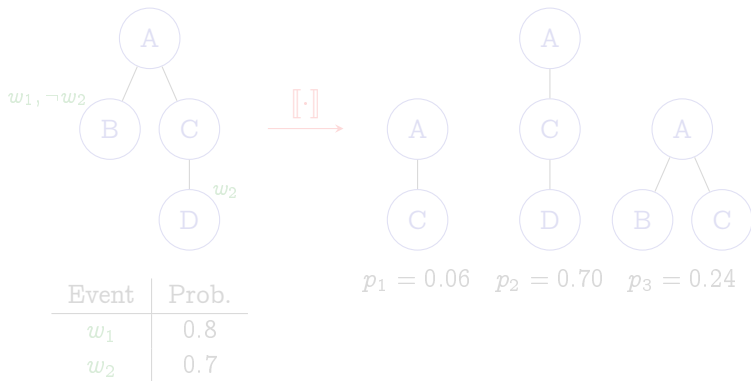 A
A
w₁, ¬w₂
B
C
⟦·⟧
A
C
A
D
w₂
C
D
B
C
p₁ = 0.06
p₂ = 0.70
p₃ = 0.24
Event Prob.
w₁ 0.8
w₂ 0.7